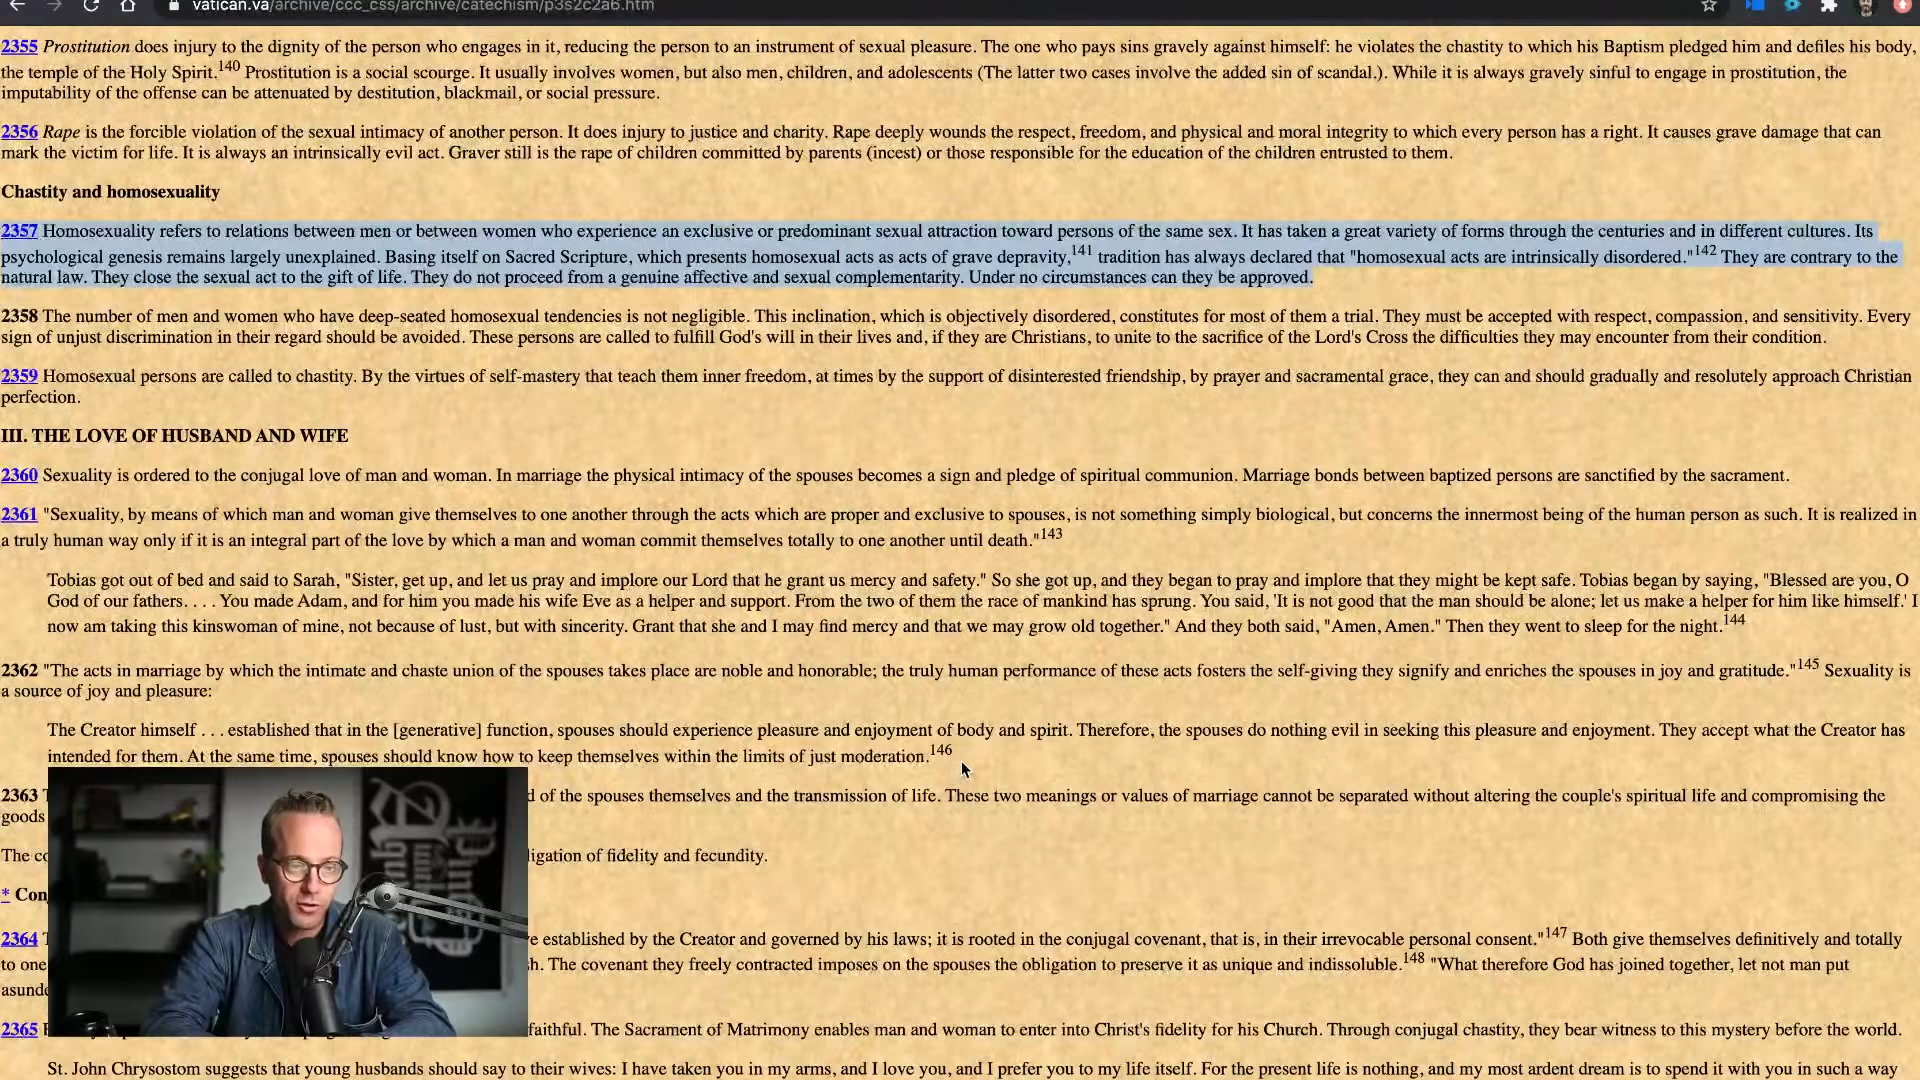 vatican.va/archive/ccc_css/archive/catechism/p3s2c2a6.htm
2355 Prostitution does injury to the dignity of the person who engages in it, reducing the person to an instrument of sexual pleasure. The one who pays sins gravely against himself: he violates the chastity to which his Baptism pledged him and defiles his body,
the temple of the Holy Spirit.140 Prostitution is a social scourge. It usually involves women, but also men, children, and adolescents (The latter two cases involve the added sin of scandal.). While it is always gravely sinful to engage in prostitution, the
imputability of the offense can be attenuated by destitution, blackmail, or social pressure.
2356 Rape is the forcible violation of the sexual intimacy of another person. It does injury to justice and charity. Rape deeply wounds the respect, freedom, and physical and moral integrity to which every person has a right. It causes grave damage that can
mark the victim for life. It is always an intrinsically evil act. Graver still is the rape of children committed by parents (incest) or those responsible for the education of the children entrusted to them.
Chastity and homosexuality
2357 Homosexuality refers to relations between men or between women who experience an exclusive or predominant sexual attraction toward persons of the same sex. It has taken a great variety of forms through the centuries and in different cultures. Its
psychological genesis remains largely unexplained. Basing itself on Sacred Scripture, which presents homosexual acts as acts of grave depravity,141 tradition has always declared that "homosexual acts are intrinsically disordered."142 They are contrary to the
natural law. They close the sexual act to the gift of life. They do not proceed from a genuine affective and sexual complementarity. Under no circumstances can they be approved.
2358 The number of men and women who have deep-seated homosexual tendencies is not negligible. This inclination, which is objectively disordered, constitutes for most of them a trial. They must be accepted with respect, compassion, and sensitivity. Every
sign of unjust discrimination in their regard should be avoided. These persons are called to fulfill God's will in their lives and, if they are Christians, to unite to the sacrifice of the Lord's Cross the difficulties they may encounter from their condition.
2359 Homosexual persons are called to chastity. By the virtues of self-mastery that teach them inner freedom, at times by the support of disinterested friendship, by prayer and sacramental grace, they can and should gradually and resolutely approach Christian
perfection.
III. THE LOVE OF HUSBAND AND WIFE
2360 Sexuality is ordered to the conjugal love of man and woman. In marriage the physical intimacy of the spouses becomes a sign and pledge of spiritual communion. Marriage bonds between baptized persons are sanctified by the sacrament.
2361 "Sexuality, by means of which man and woman give themselves to one another through the acts which are proper and exclusive to spouses, is not something simply biological, but concerns the innermost being of the human person as such. It is realized in
a truly human way only if it is an integral part of the love by which a man and woman commit themselves totally to one another until death."143
Tobias got out of bed and said to Sarah, "Sister, get up, and let us pray and implore our Lord that he grant us mercy and safety." So she got up, and they began to pray and implore that they might be kept safe. Tobias began by saying, "Blessed are you, O
God of our fathers. . . . You made Adam, and for him you made his wife Eve as a helper and support. From the two of them the race of mankind has sprung. You said, 'It is not good that the man should be alone; let us make a helper for him like himself.' I
now am taking this kinswoman of mine, not because of lust, but with sincerity. Grant that she and I may find mercy and that we may grow old together." And they both said, "Amen, Amen." Then they went to sleep for the night.144
2362 "The acts in marriage by which the intimate and chaste union of the spouses takes place are noble and honorable; the truly human performance of these acts fosters the self-giving they signify and enriches the spouses in joy and gratitude."145 Sexuality is
a source of joy and pleasure:
The Creator himself . . . established that in the [generative] function, spouses should experience pleasure and enjoyment of body and spirit. Therefore, the spouses do nothing evil in seeking this pleasure and enjoyment. They accept what the Creator has
intended for them. At the same time, spouses should know how to keep themselves within the limits of just moderation.146
2363 of the spouses themselves and the transmission of life. These two meanings or values of marriage cannot be separated without altering the couple's spiritual life and compromising the
goods
The of fidelity and fecundity.
*
2364 established by the Creator and governed by his laws; it is rooted in the conjugal covenant, that is, in their irrevocable personal consent."147 Both give themselves definitively and totally
to one The covenant they freely contracted imposes on the spouses the obligation to preserve it as unique and indissoluble.148 "What therefore God has joined together, let not man put
2365 faithful. The Sacrament of Matrimony enables man and woman to enter into Christ's fidelity for his Church. Through conjugal chastity, they bear witness to this mystery before the world.
St. John Chrysostom suggests that young husbands should say to their wives: I have taken you in my arms, and I love you, and I prefer you to my life itself. For the present life is nothing, and my most ardent dream is to spend it with you in such a way